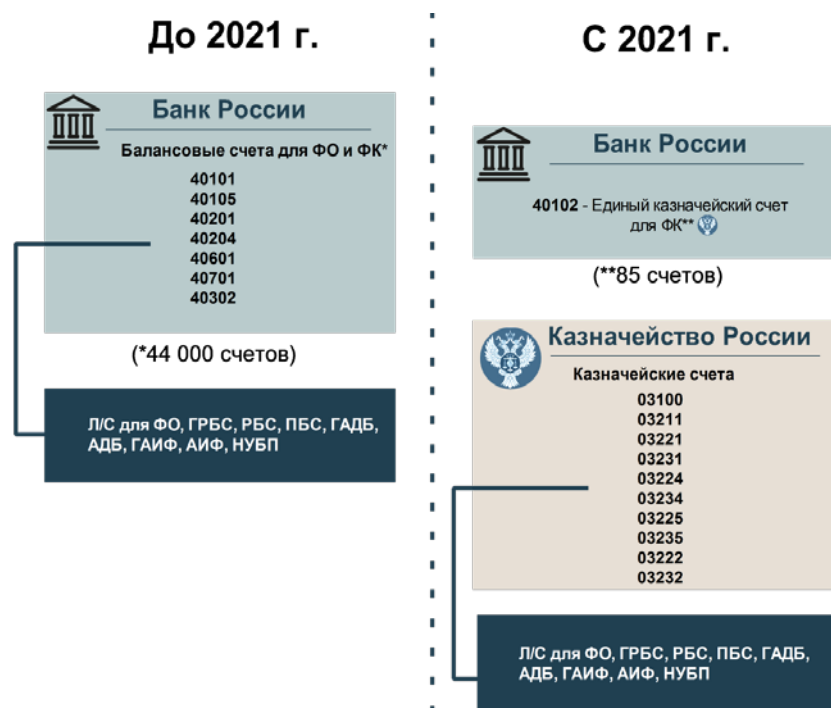 До 2021 г.
Банк России
Балансовые счета для ФО и ФК*
40101
40105
40201
40204
40601
40701
40302
(*44 000 счетов)
Л/С для ФО, ГРБС, РБС, ПБС, ГАДБ,
АДБ, ГАИФ, АИФ, НУБП
С 2021 г.
Банк России
40102 - Единый казначейский счет
для ФК**
(**85 счетов)
Казначейство России
Казначейские счета
03100
03211
03221
03231
03224
03234
03225
03235
03222
03232
Л/С для ФО, ГРБС, РБС, ПБС, ГАДБ,
АДБ, ГАИФ, АИФ, НУБП